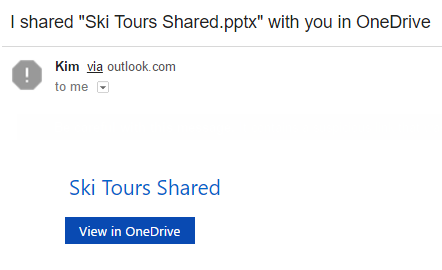 I shared "Ski Tours Shared.pptx" with you in OneDrive
Kim via outlook.com
to me
Ski Tours Shared
View in OneDrive